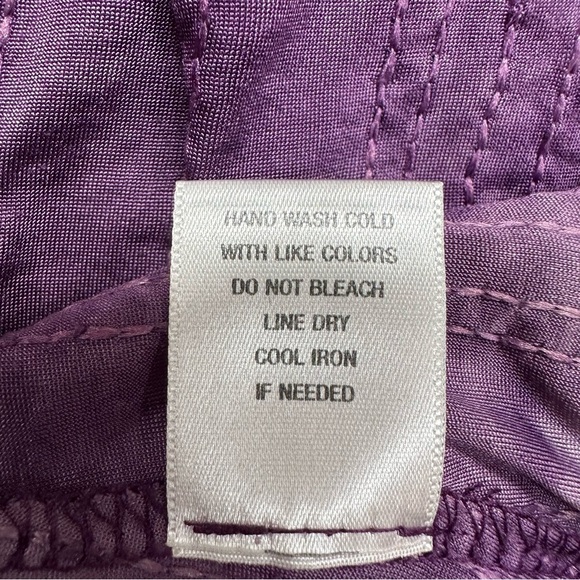 HAND WASH COLD
WITH LIKE COLORS
DO NOT BLEACH
LINE DRY
COOL IRON
IF NEEDED